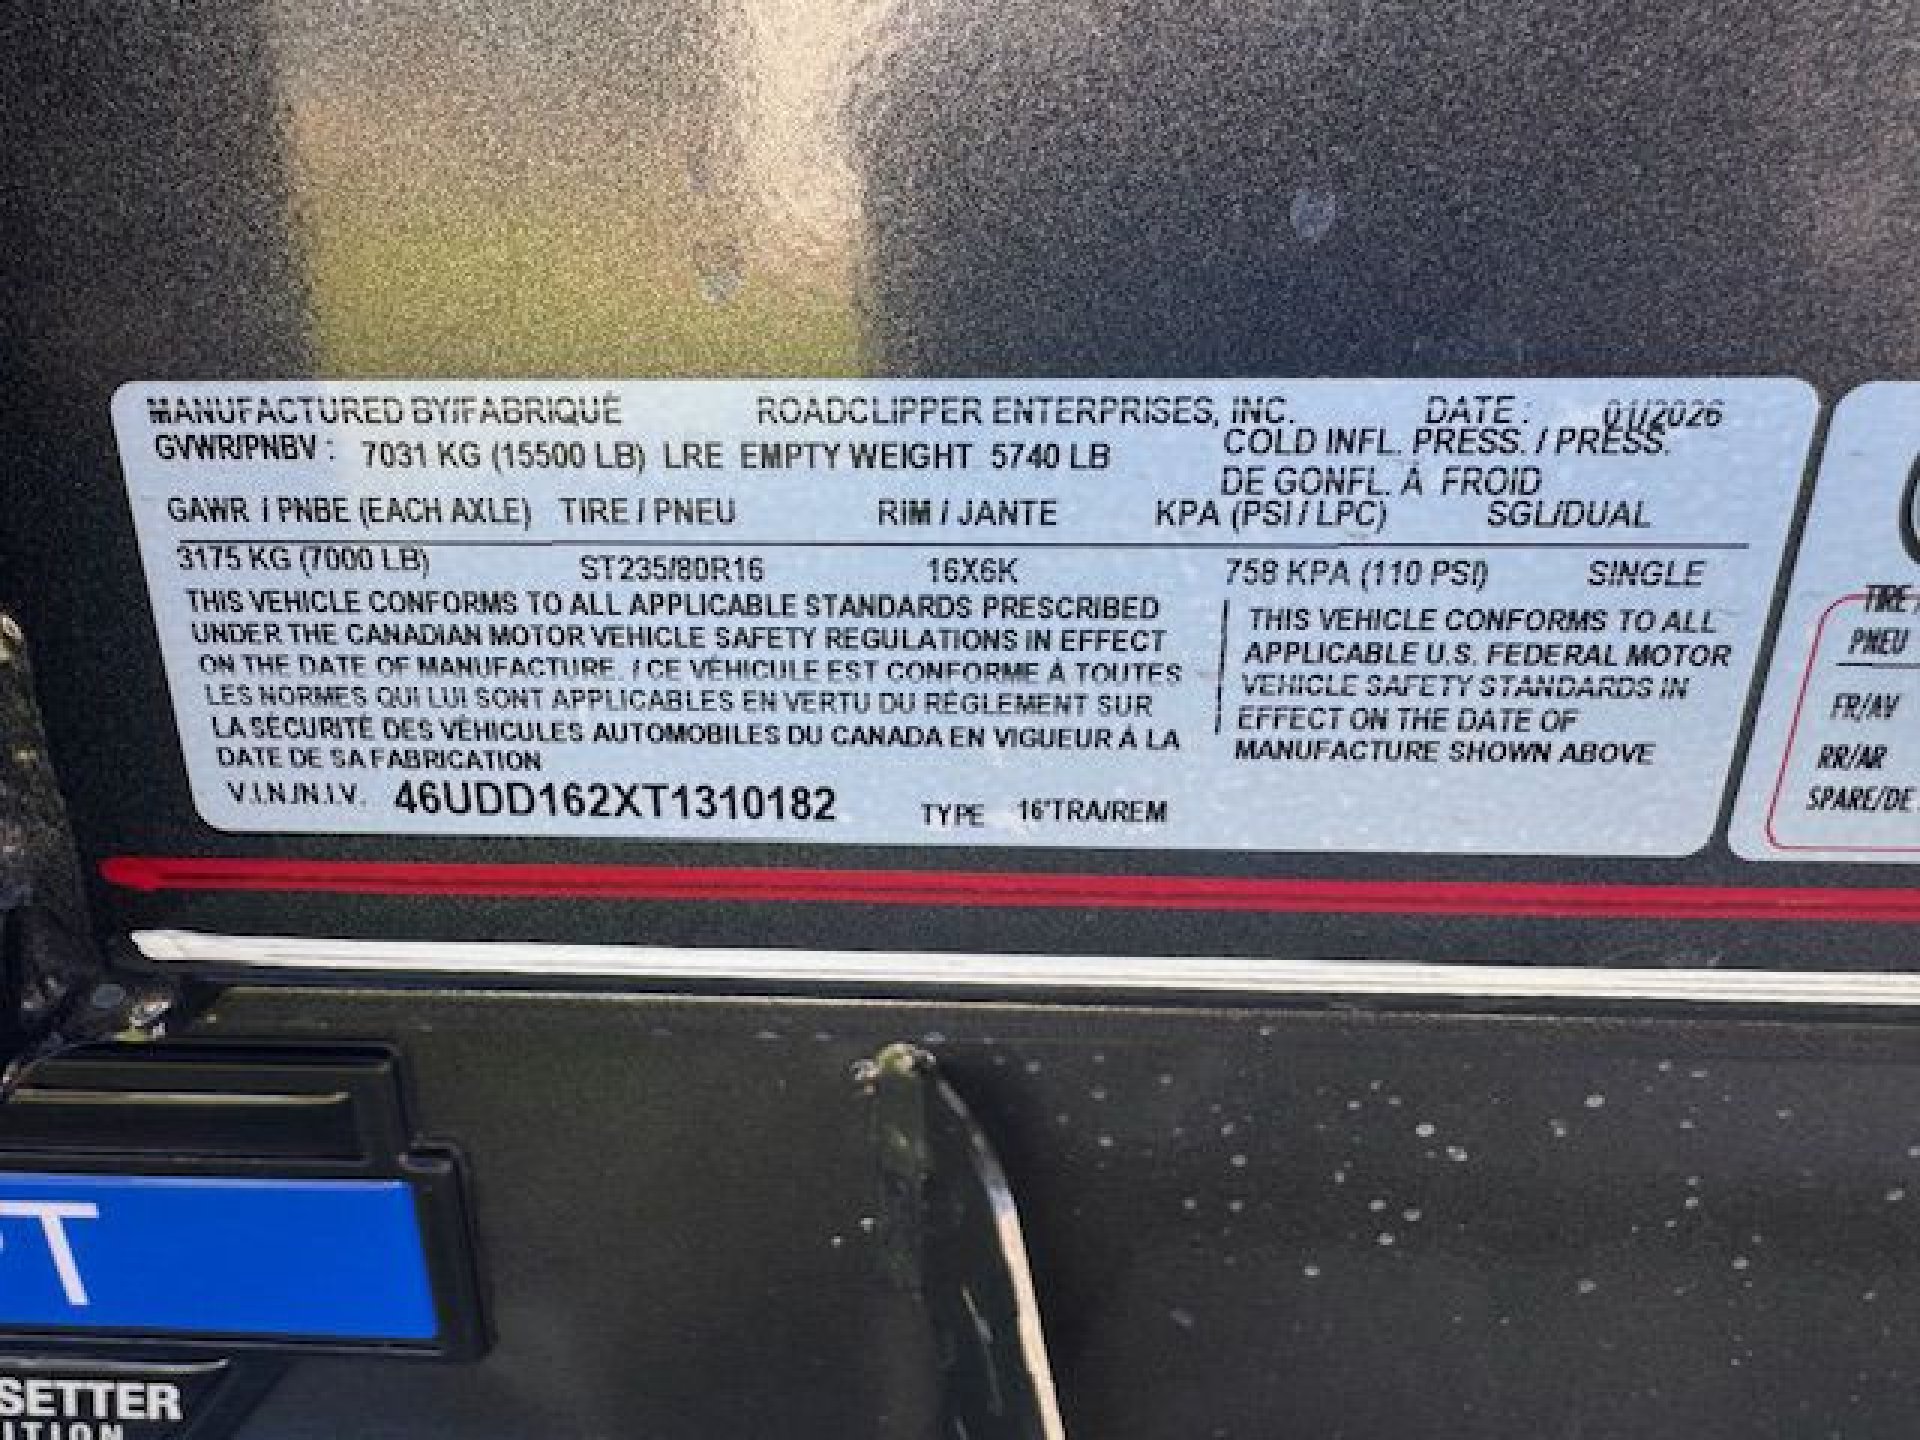 MANUFACTURED BY/FABRIQUÉ ROADCLIPPER ENTERPRISES, INC. DATE : 01/2026
GVWR/PNBV : 7031 KG (15500 LB) LRE EMPTY WEIGHT 5740 LB
COLD INFL. PRESS. / PRESS.
DE GONFL. À FROID
GAWR / PNBE (EACH AXLE) TIRE / PNEU RIM / JANTE KPA (PSI / LPC) SGL/DUAL
3175 KG (7000 LB) ST235/80R16 16X6K 758 KPA (110 PSI) SINGLE
THIS VEHICLE CONFORMS TO ALL APPLICABLE STANDARDS PRESCRIBED
UNDER THE CANADIAN MOTOR VEHICLE SAFETY REGULATIONS IN EFFECT
ON THE DATE OF MANUFACTURE. / CE VÉHICULE EST CONFORME À TOUTES
LES NORMES QUI LUI SONT APPLICABLES EN VERTU DU RÈGLEMENT SUR
LA SÉCURITÉ DES VÉHICULES AUTOMOBILES DU CANADA EN VIGUEUR À LA
DATE DE SA FABRICATION
THIS VEHICLE CONFORMS TO ALL
APPLICABLE U.S. FEDERAL MOTOR
VEHICLE SAFETY STANDARDS IN
EFFECT ON THE DATE OF
MANUFACTURE SHOWN ABOVE
V.I.N./N.I.V. 46UDD162XT1310182 TYPE 16'TRA/REM
TIRE /
PNEU
FR/AV
RR/AR
SPARE/DE
T
SETTER
ITION